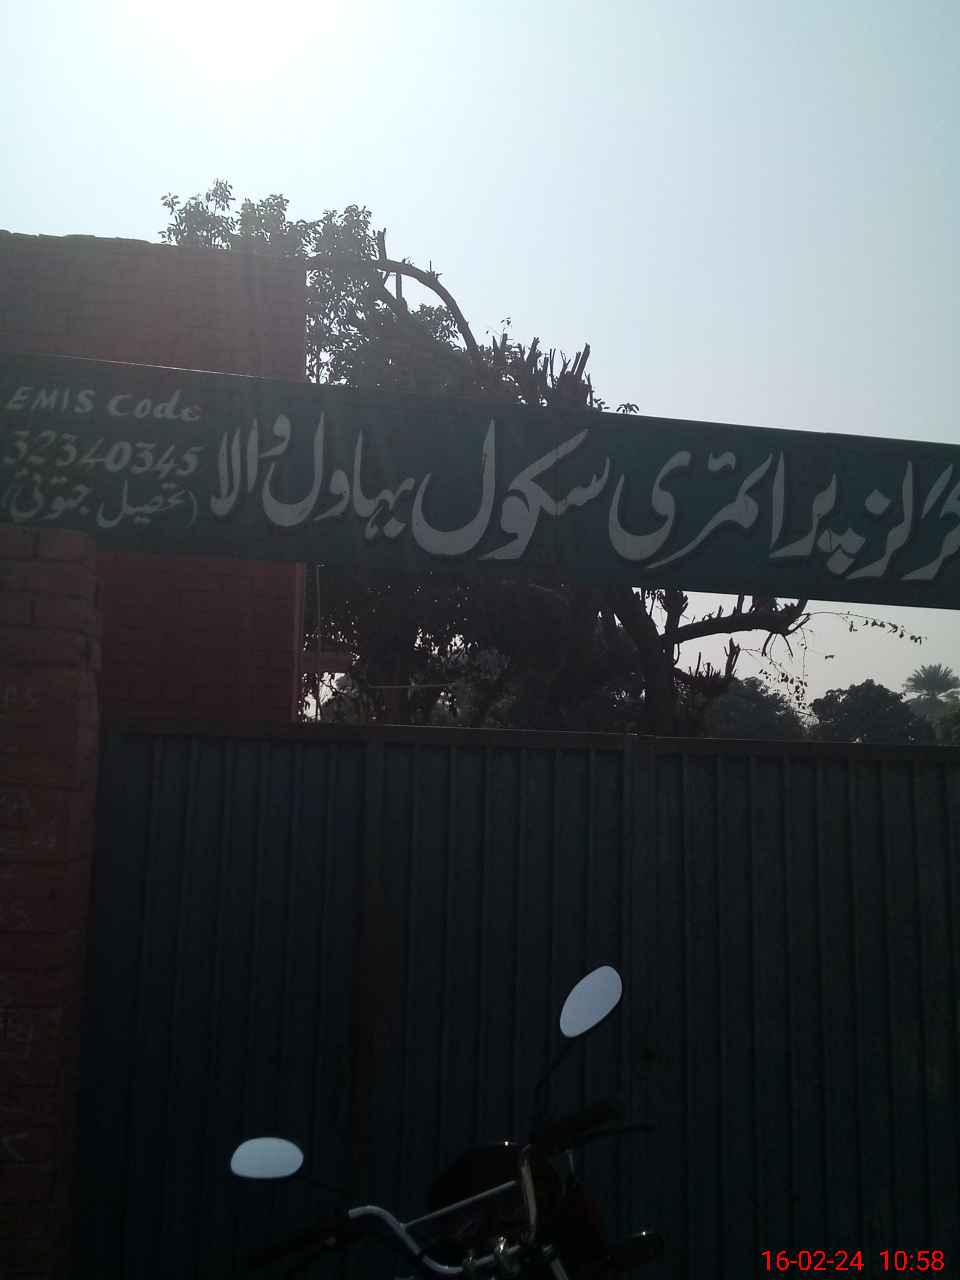 گرلز پرائمری سکول بہاول والا
EMIS Code
32340345
(تحصیل جتوئی)
16-02-24 10:58